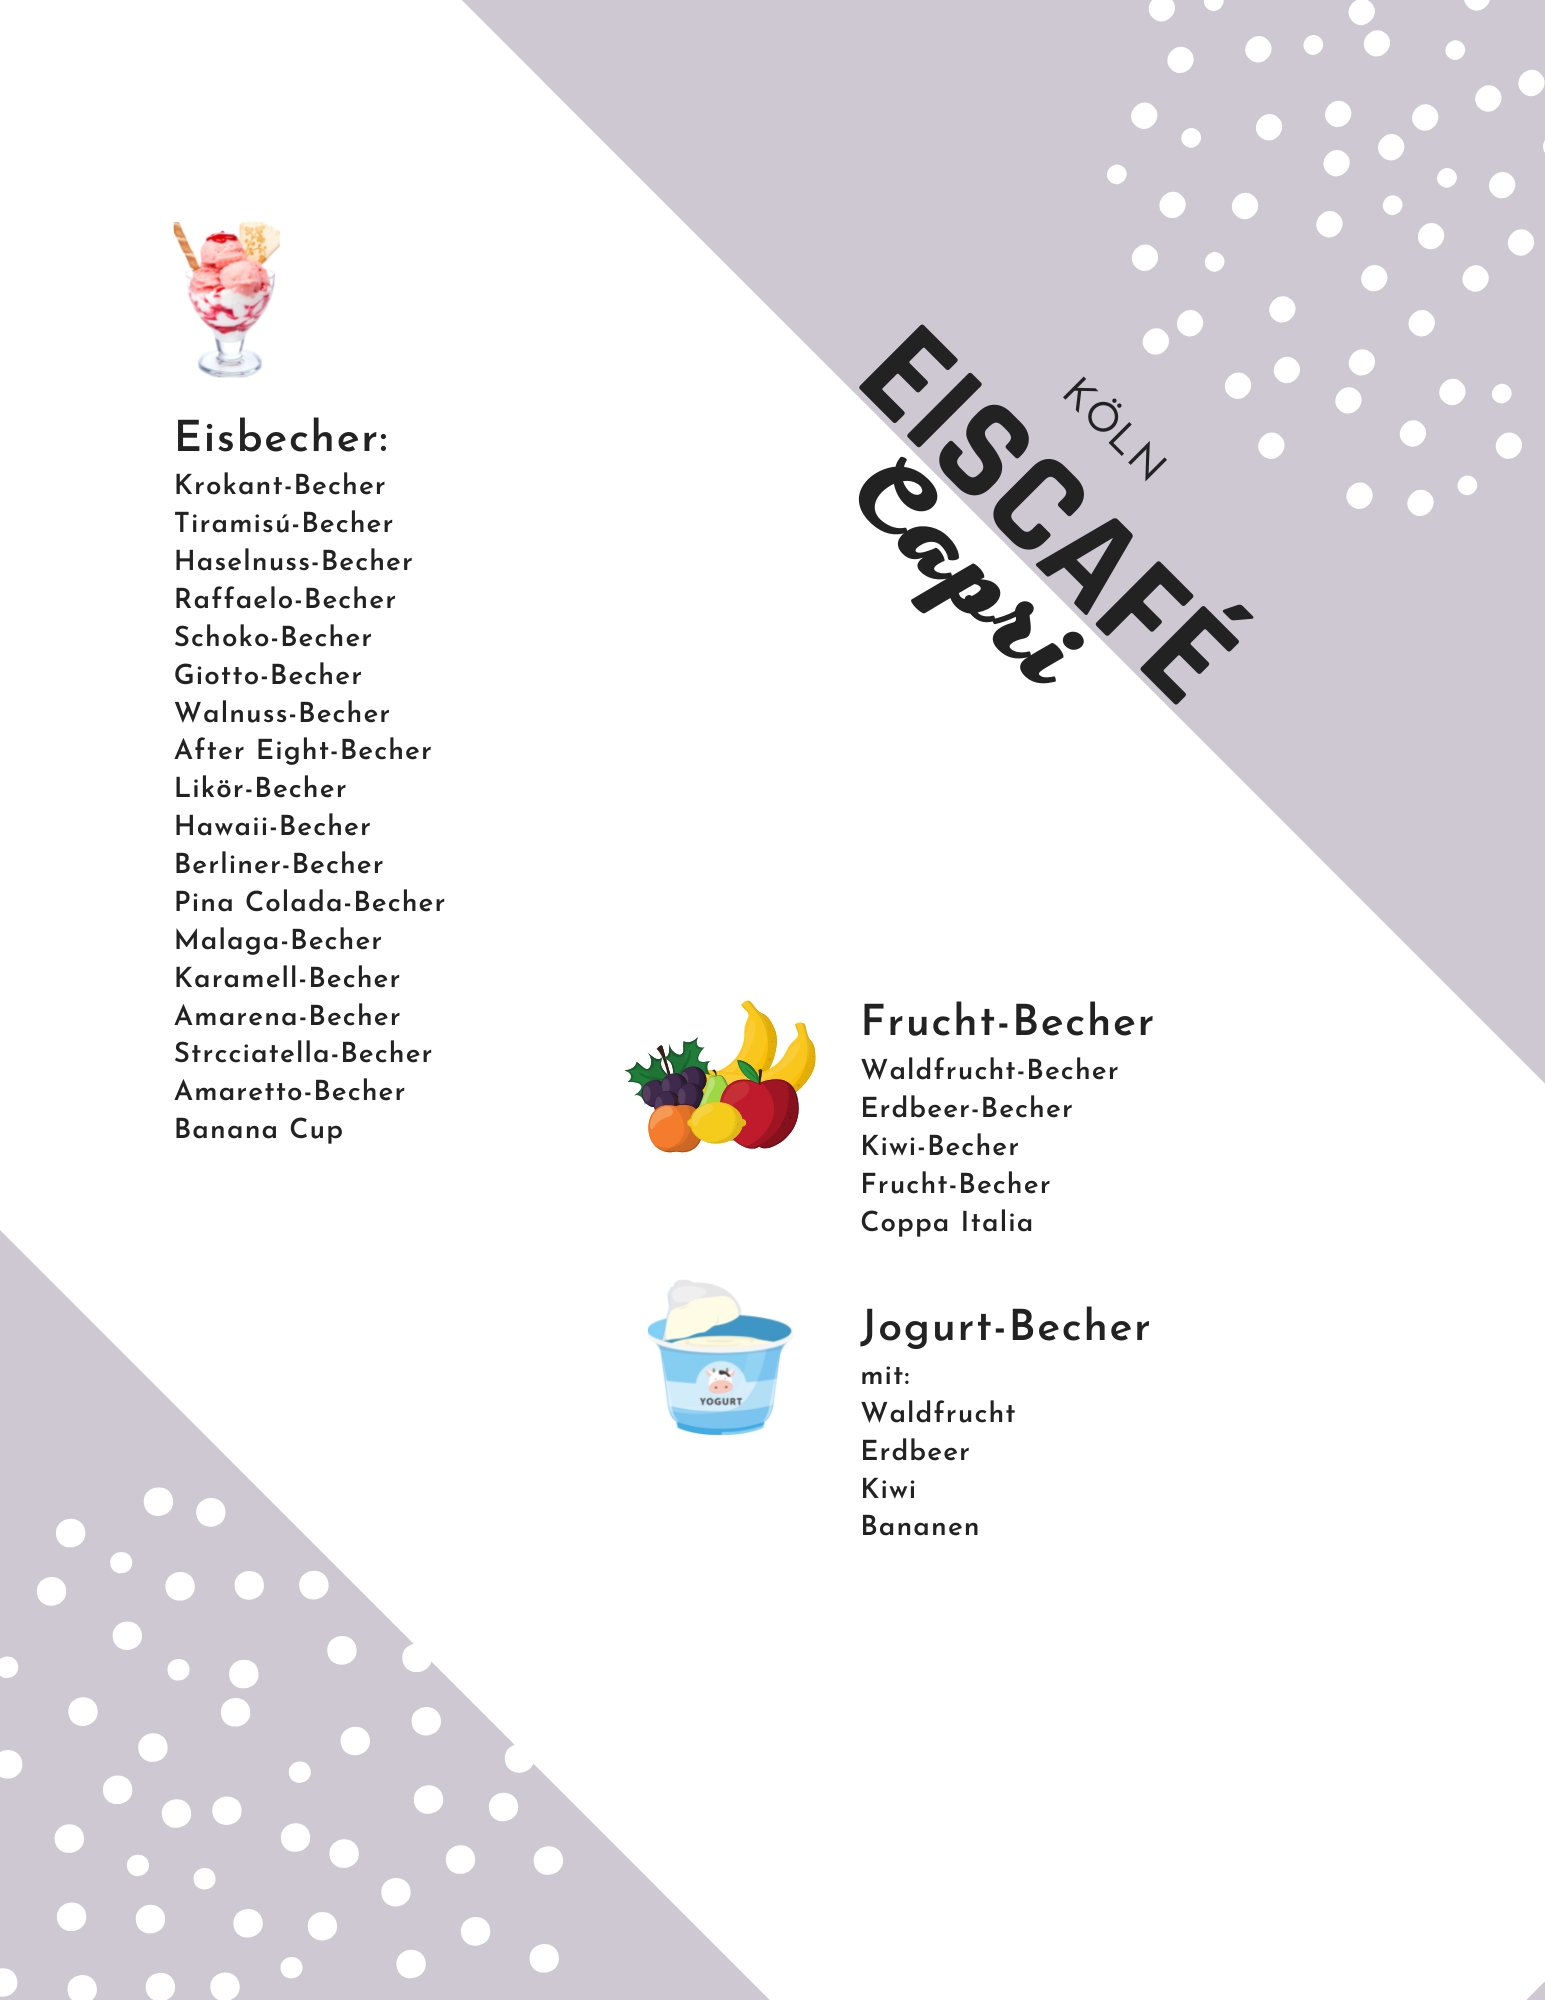 KÖLN
EISCAFÉ
Capri
Eisbecher:
Krokant-Becher
Tiramisú-Becher
Haselnuss-Becher
Raffaelo-Becher
Schoko-Becher
Giotto-Becher
Walnuss-Becher
After Eight-Becher
Likör-Becher
Hawaii-Becher
Berliner-Becher
Pina Colada-Becher
Malaga-Becher
Karamell-Becher
Amarena-Becher
Strcciatella-Becher
Amaretto-Becher
Banana Cup
Frucht-Becher
Waldfrucht-Becher
Erdbeer-Becher
Kiwi-Becher
Frucht-Becher
Coppa Italia
YOGURT
Jogurt-Becher
mit:
Waldfrucht
Erdbeer
Kiwi
Bananen